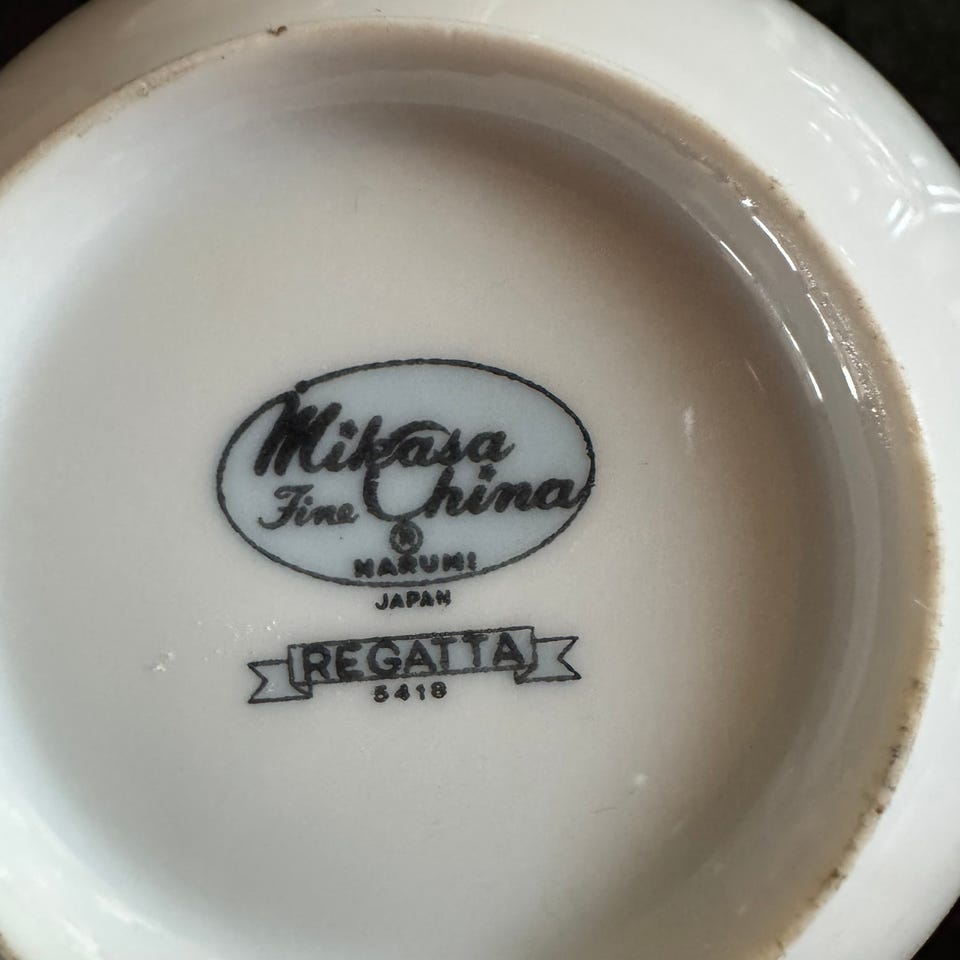 Mikasa
Fine China
®
NARUMI
JAPAN
REGATTA
5418